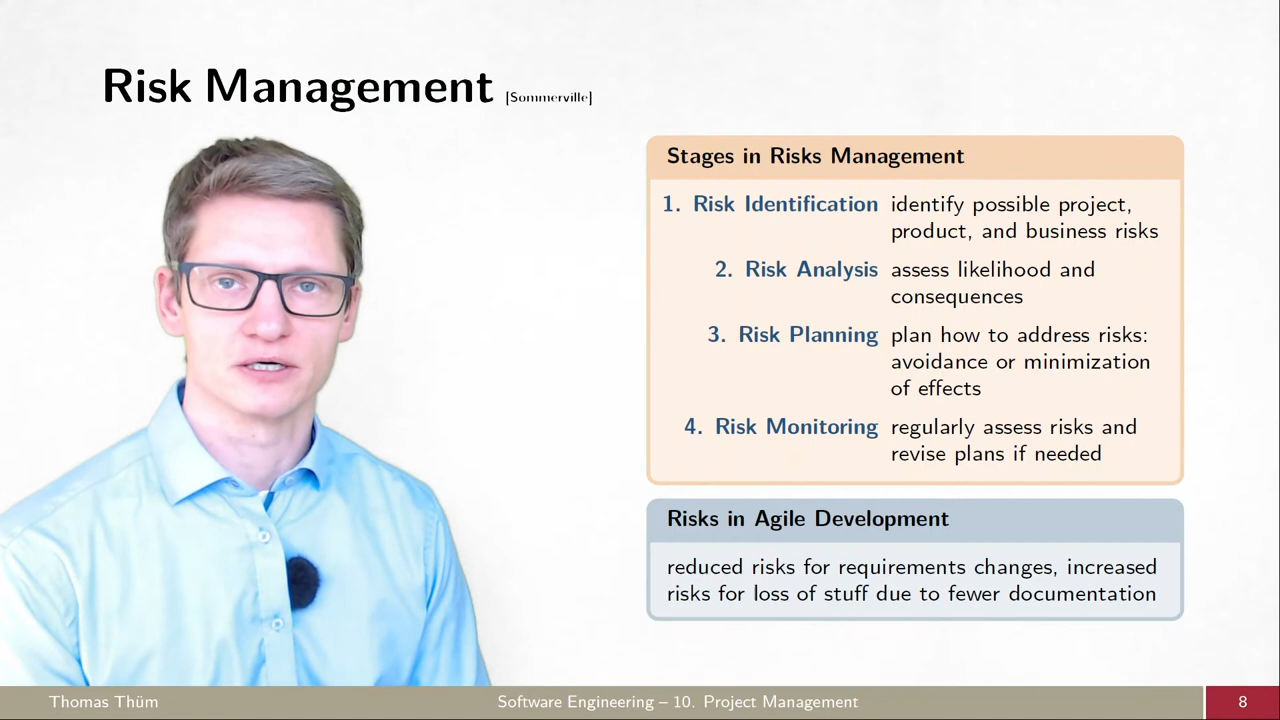 Risk Management [Sommerville]
Stages in Risks Management
1. Risk Identification identify possible project,
product, and business risks
2. Risk Analysis assess likelihood and
consequences
3. Risk Planning plan how to address risks:
avoidance or minimization
of effects
4. Risk Monitoring regularly assess risks and
revise plans if needed
Risks in Agile Development
reduced risks for requirements changes, increased
risks for loss of stuff due to fewer documentation
Thomas Thüm Software Engineering – 10. Project Management 8